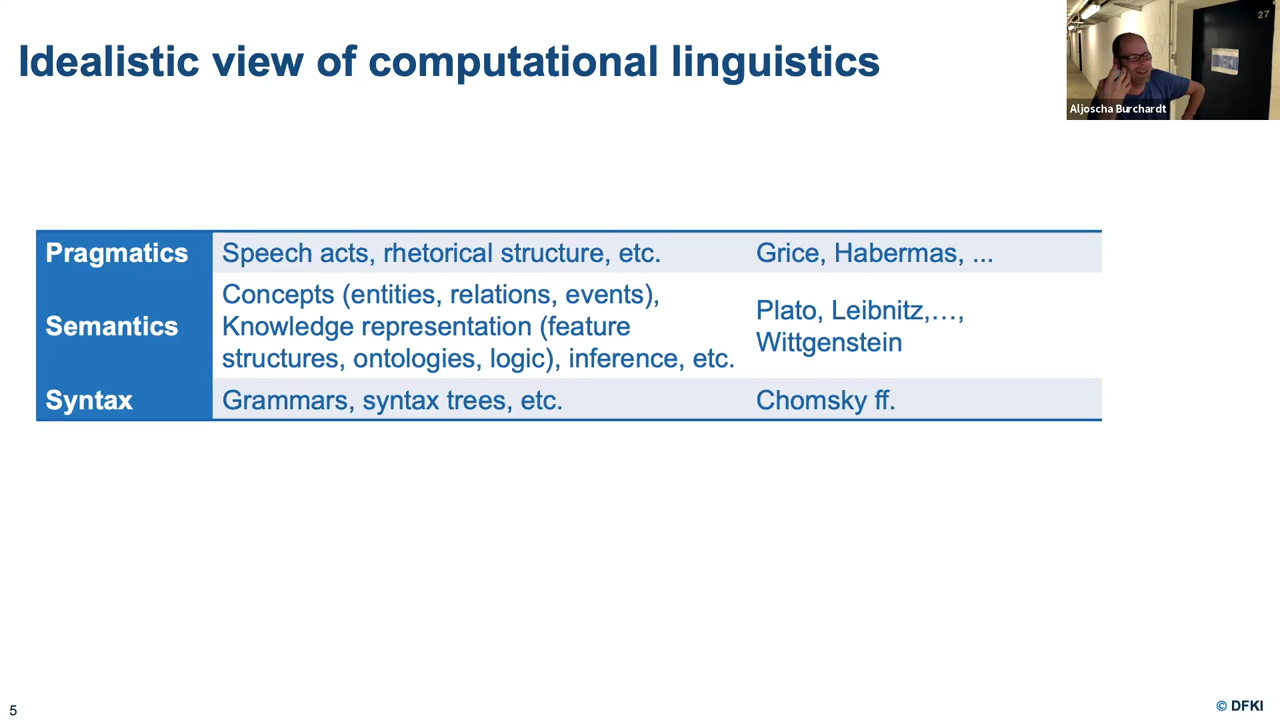 Idealistic view of computational linguistics
27
Aljoscha Burchardt
Pragmatics
Speech acts, rhetorical structure, etc.
Grice, Habermas, ...
Semantics
Concepts (entities, relations, events),
Knowledge representation (feature
structures, ontologies, logic), inference, etc.
Plato, Leibnitz,…,
Wittgenstein
Syntax
Grammars, syntax trees, etc.
Chomsky ff.
5
© DFKI